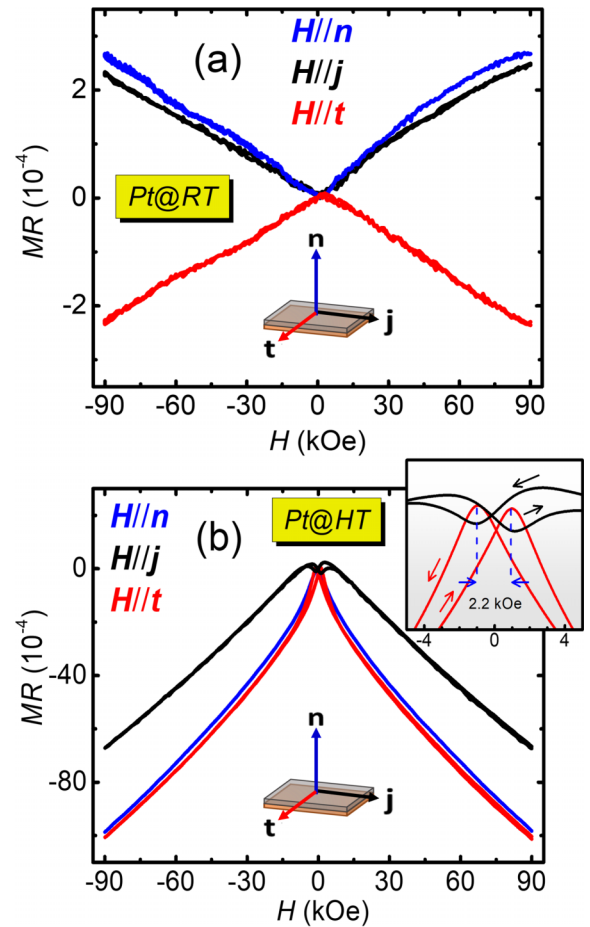 (a)
H//n
H//j
H//t
Pt@RT
MR (10⁻⁴)
2
0
-2
n
j
t
-90 -60 -30 0 30 60 90
H (kOe)
(b)
H//n
H//j
H//t
Pt@HT
MR (10⁻⁴)
0
-40
-80
2.2 kOe
-4 0 4
n
j
t
-90 -60 -30 0 30 60 90
H (kOe)